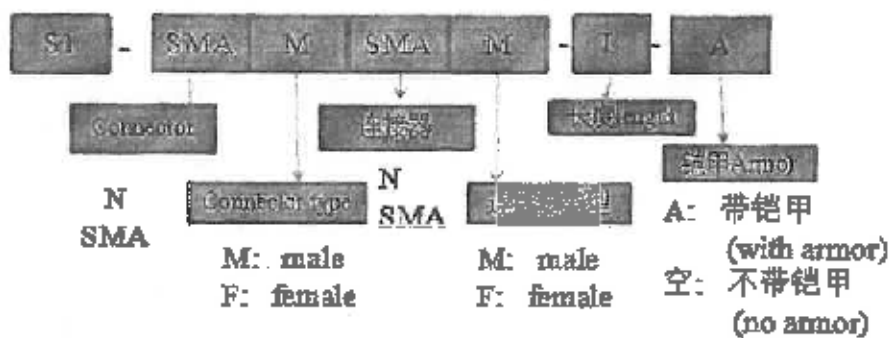 - SMA M SMA M - L - A
Connector
连接器
长度length
铠甲Armor
N
SMA
Connector type
N
SMA
M: male
F: female
M: male
F: female
A: 带铠甲
(with armor)
空: 不带铠甲
(no armor)